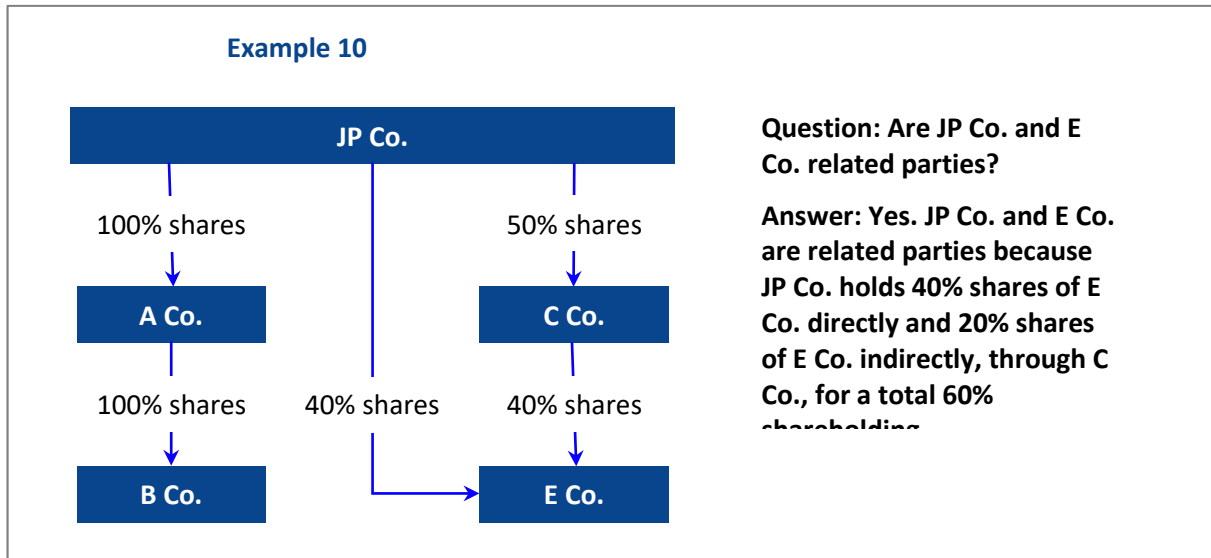 Example 10
JP Co.
100% shares
50% shares
A Co.
C Co.
100% shares
40% shares
40% shares
B Co.
E Co.
Question: Are JP Co. and E
Co. related parties?
Answer: Yes. JP Co. and E Co.
are related parties because
JP Co. holds 40% shares of E
Co. directly and 20% shares
of E Co. indirectly, through C
Co., for a total 60%
shareholding